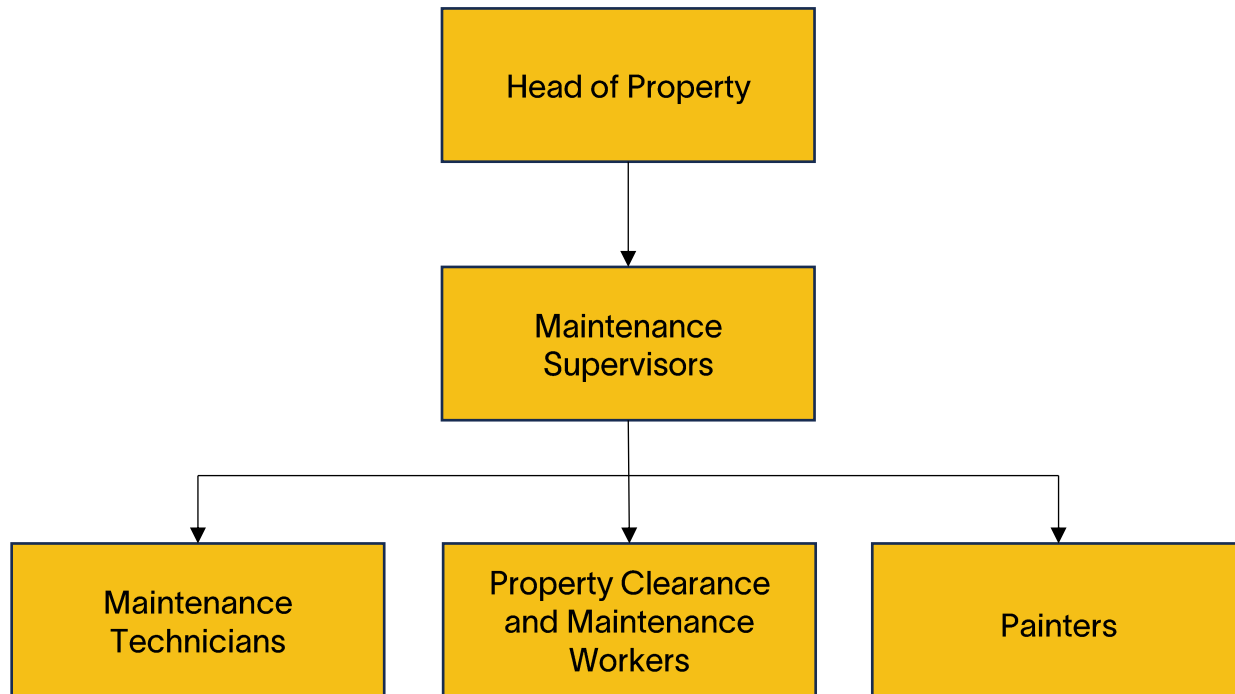 Head of Property
Maintenance
Supervisors
Maintenance
Technicians
Property Clearance
and Maintenance
Workers
Painters